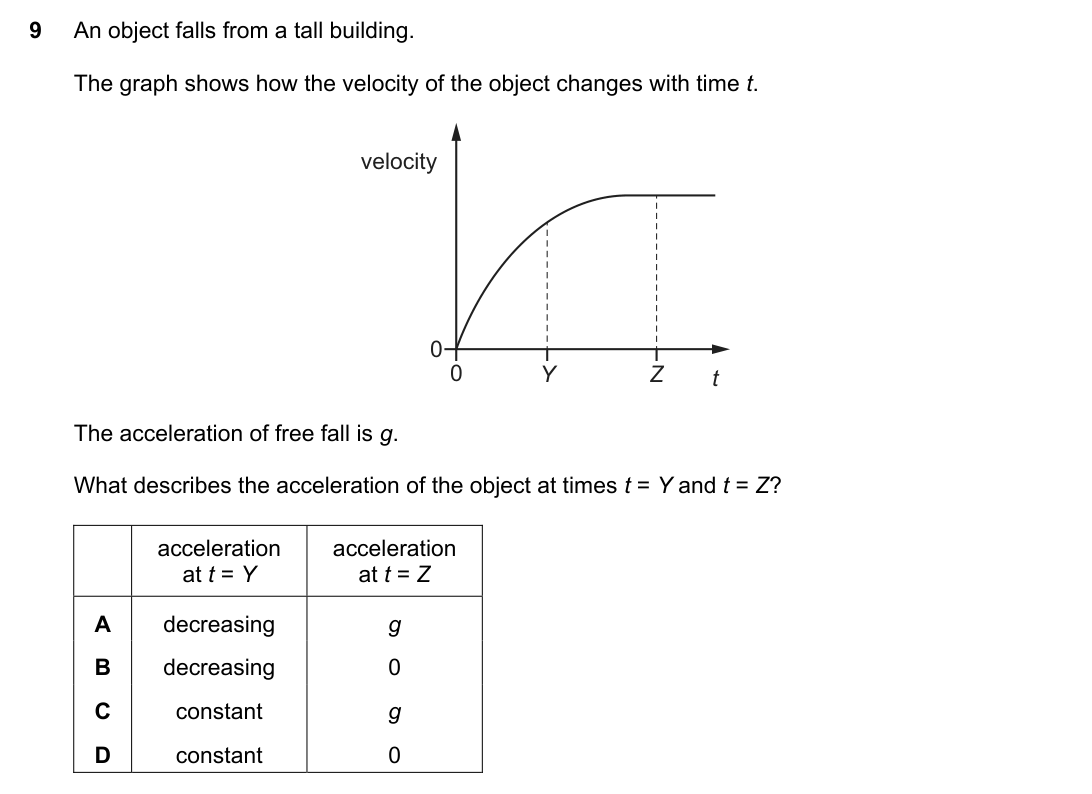 9 An object falls from a tall building.
The graph shows how the velocity of the object changes with time t.
velocity
0
0 Y Z t
The acceleration of free fall is g.
What describes the acceleration of the object at times t = Y and t = Z?
acceleration at t = Y acceleration at t = Z
A decreasing g
B decreasing 0
C constant g
D constant 0